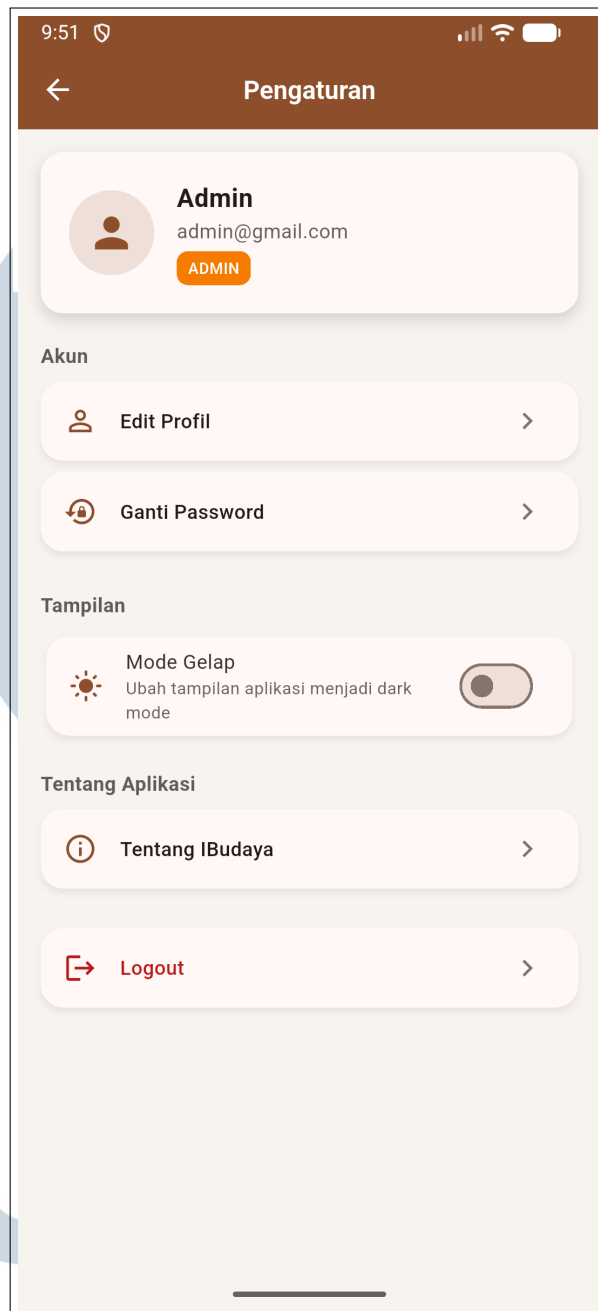 9:51
Pengaturan
Admin
admin@gmail.com
ADMIN
Akun
Edit Profil
Ganti Password
Tampilan
Mode Gelap
Ubah tampilan aplikasi menjadi dark
mode
Tentang Aplikasi
Tentang IBudaya
Logout